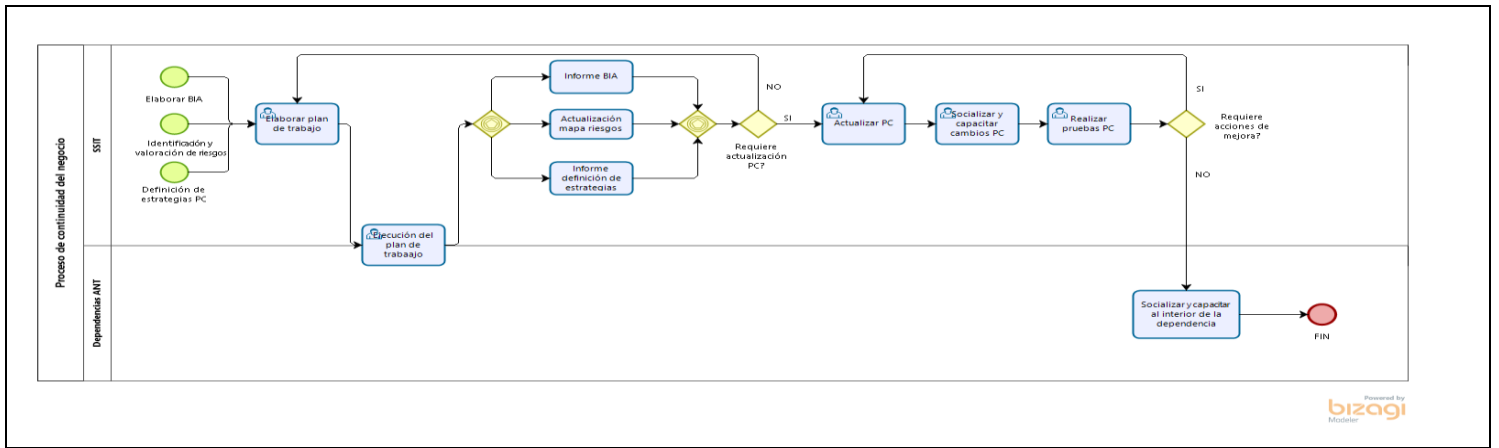 Proceso de continuidad del negocio
SSIT
Elaborar BIA
Identificación y
valoración de riesgos
Definición de
estrategias PC
Elaborar plan
de trabajo
Ejecución del
plan de
trabaajo
Informe BIA
Actualización
mapa riesgos
Informe
definición de
estrategias
NO
SI
Requiere
actualización
PC?
Actualizar PC
Socializar y
capacitar
cambios PC
Realizar
pruebas PC
SI
Requiere
acciones de
mejora?
NO
Dependencias ANT
Socializar y capacitar
al interior de la
dependencia
FIN
Powered by
bizagi
Modeler